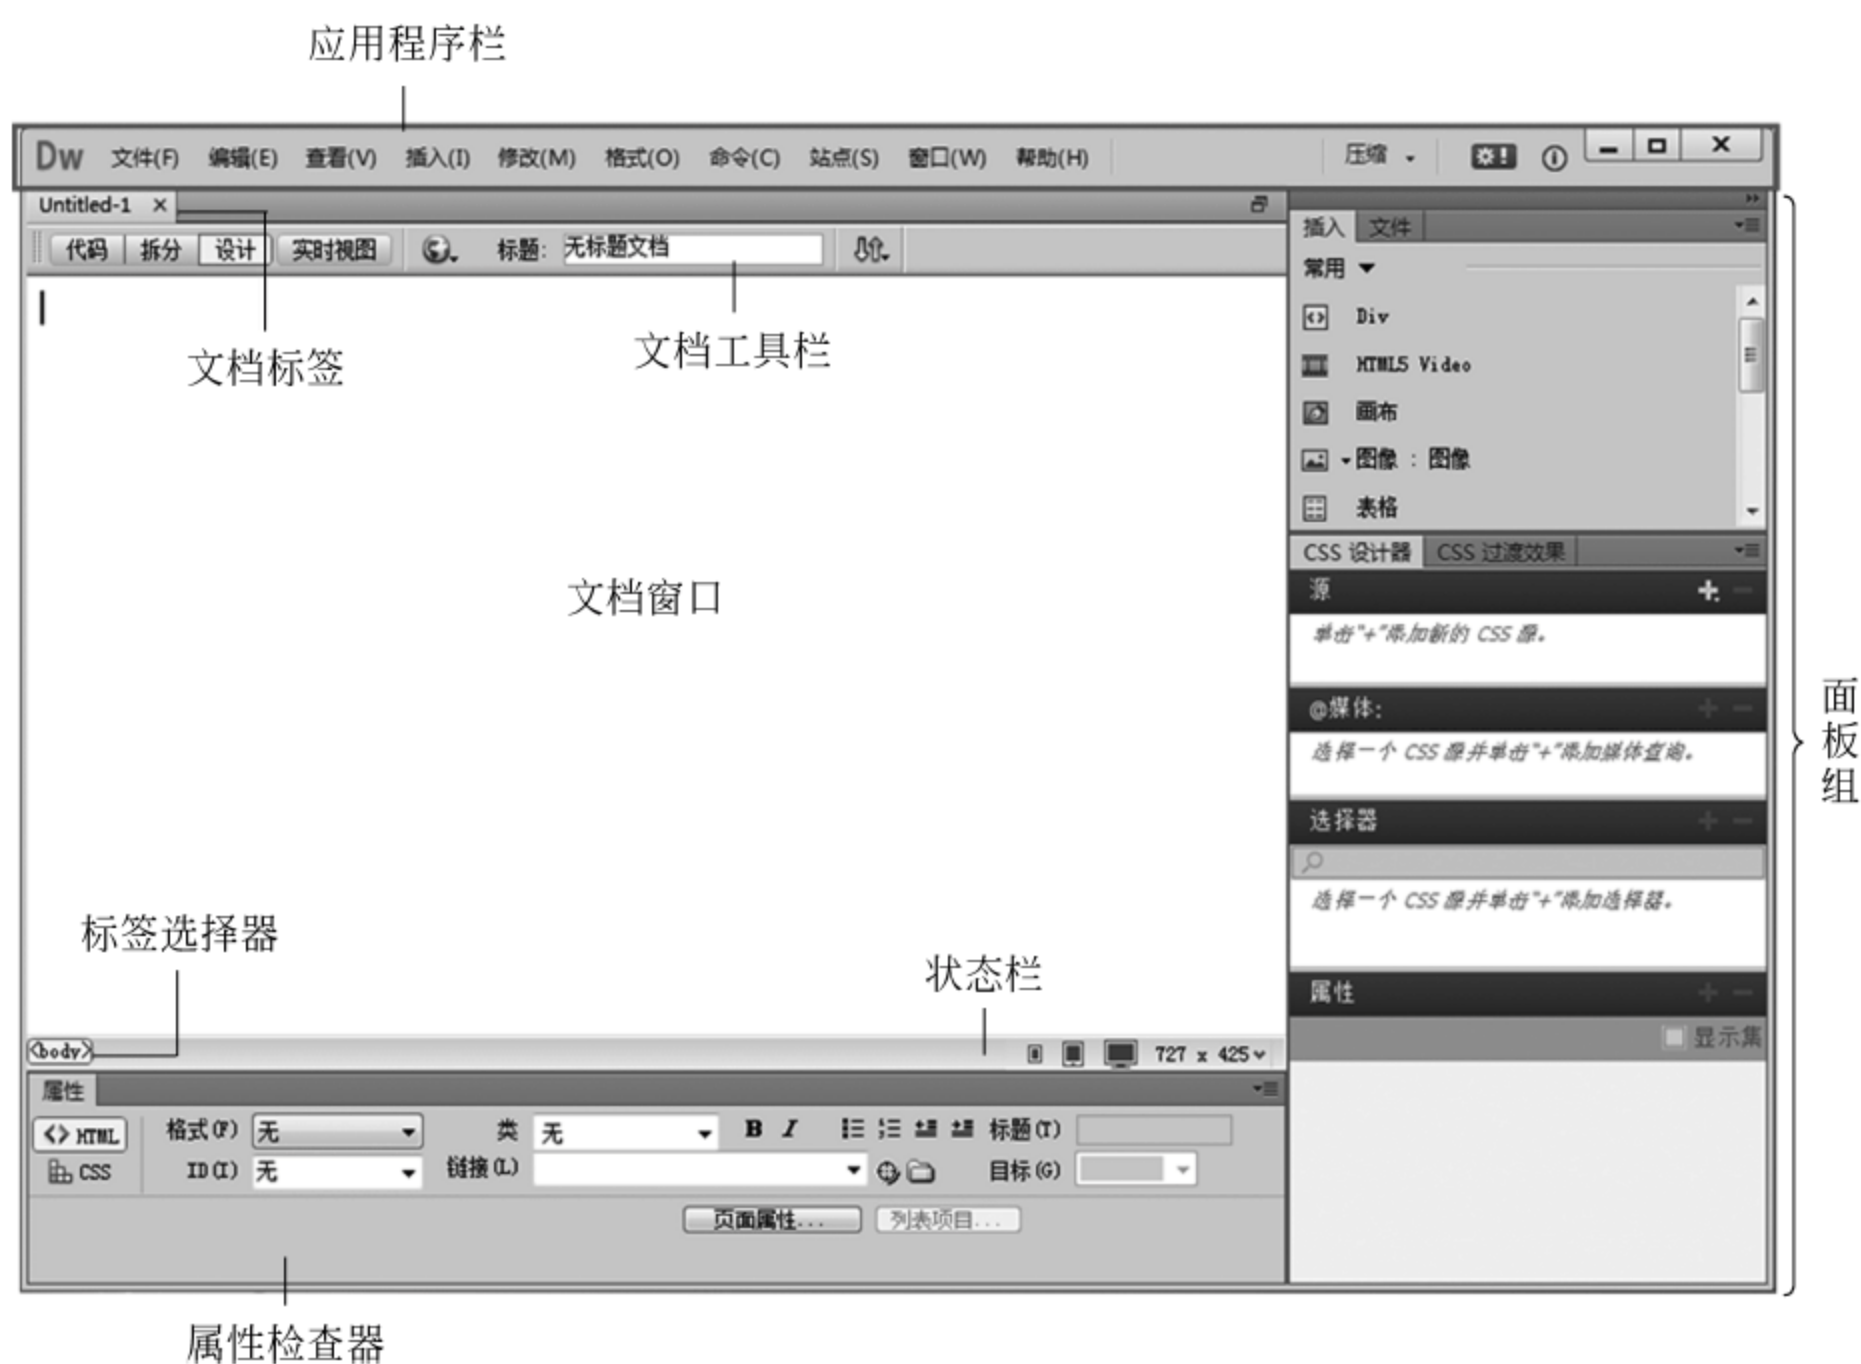 应用程序栏
Dw 文件(F) 编辑(E) 查看(V) 插入(I) 修改(M) 格式(O) 命令(C) 站点(S) 窗口(W) 帮助(H) 压缩
Untitled-1 ×
代码 拆分 设计 实时视图 标题: 无标题文档
文档标签
文档工具栏
文档窗口
标签选择器
状态栏
<body> 727 x 425
插入 文件
常用
Div
HTML5 Video
画布
图像 : 图像
表格
CSS 设计器 CSS 过渡效果
源
单击"+"添加新的 CSS 源。
@媒体:
选择一个 CSS 源并单击"+"添加媒体查询。
选择器
选择一个 CSS 源并单击"+"添加选择器。
属性
显示集
面板组
属性
<> HTML 格式(F) 无 类 无 B I 标题(T)
CSS ID(I) 无 链接(L) 目标(G)
页面属性... 列表项目...
属性检查器